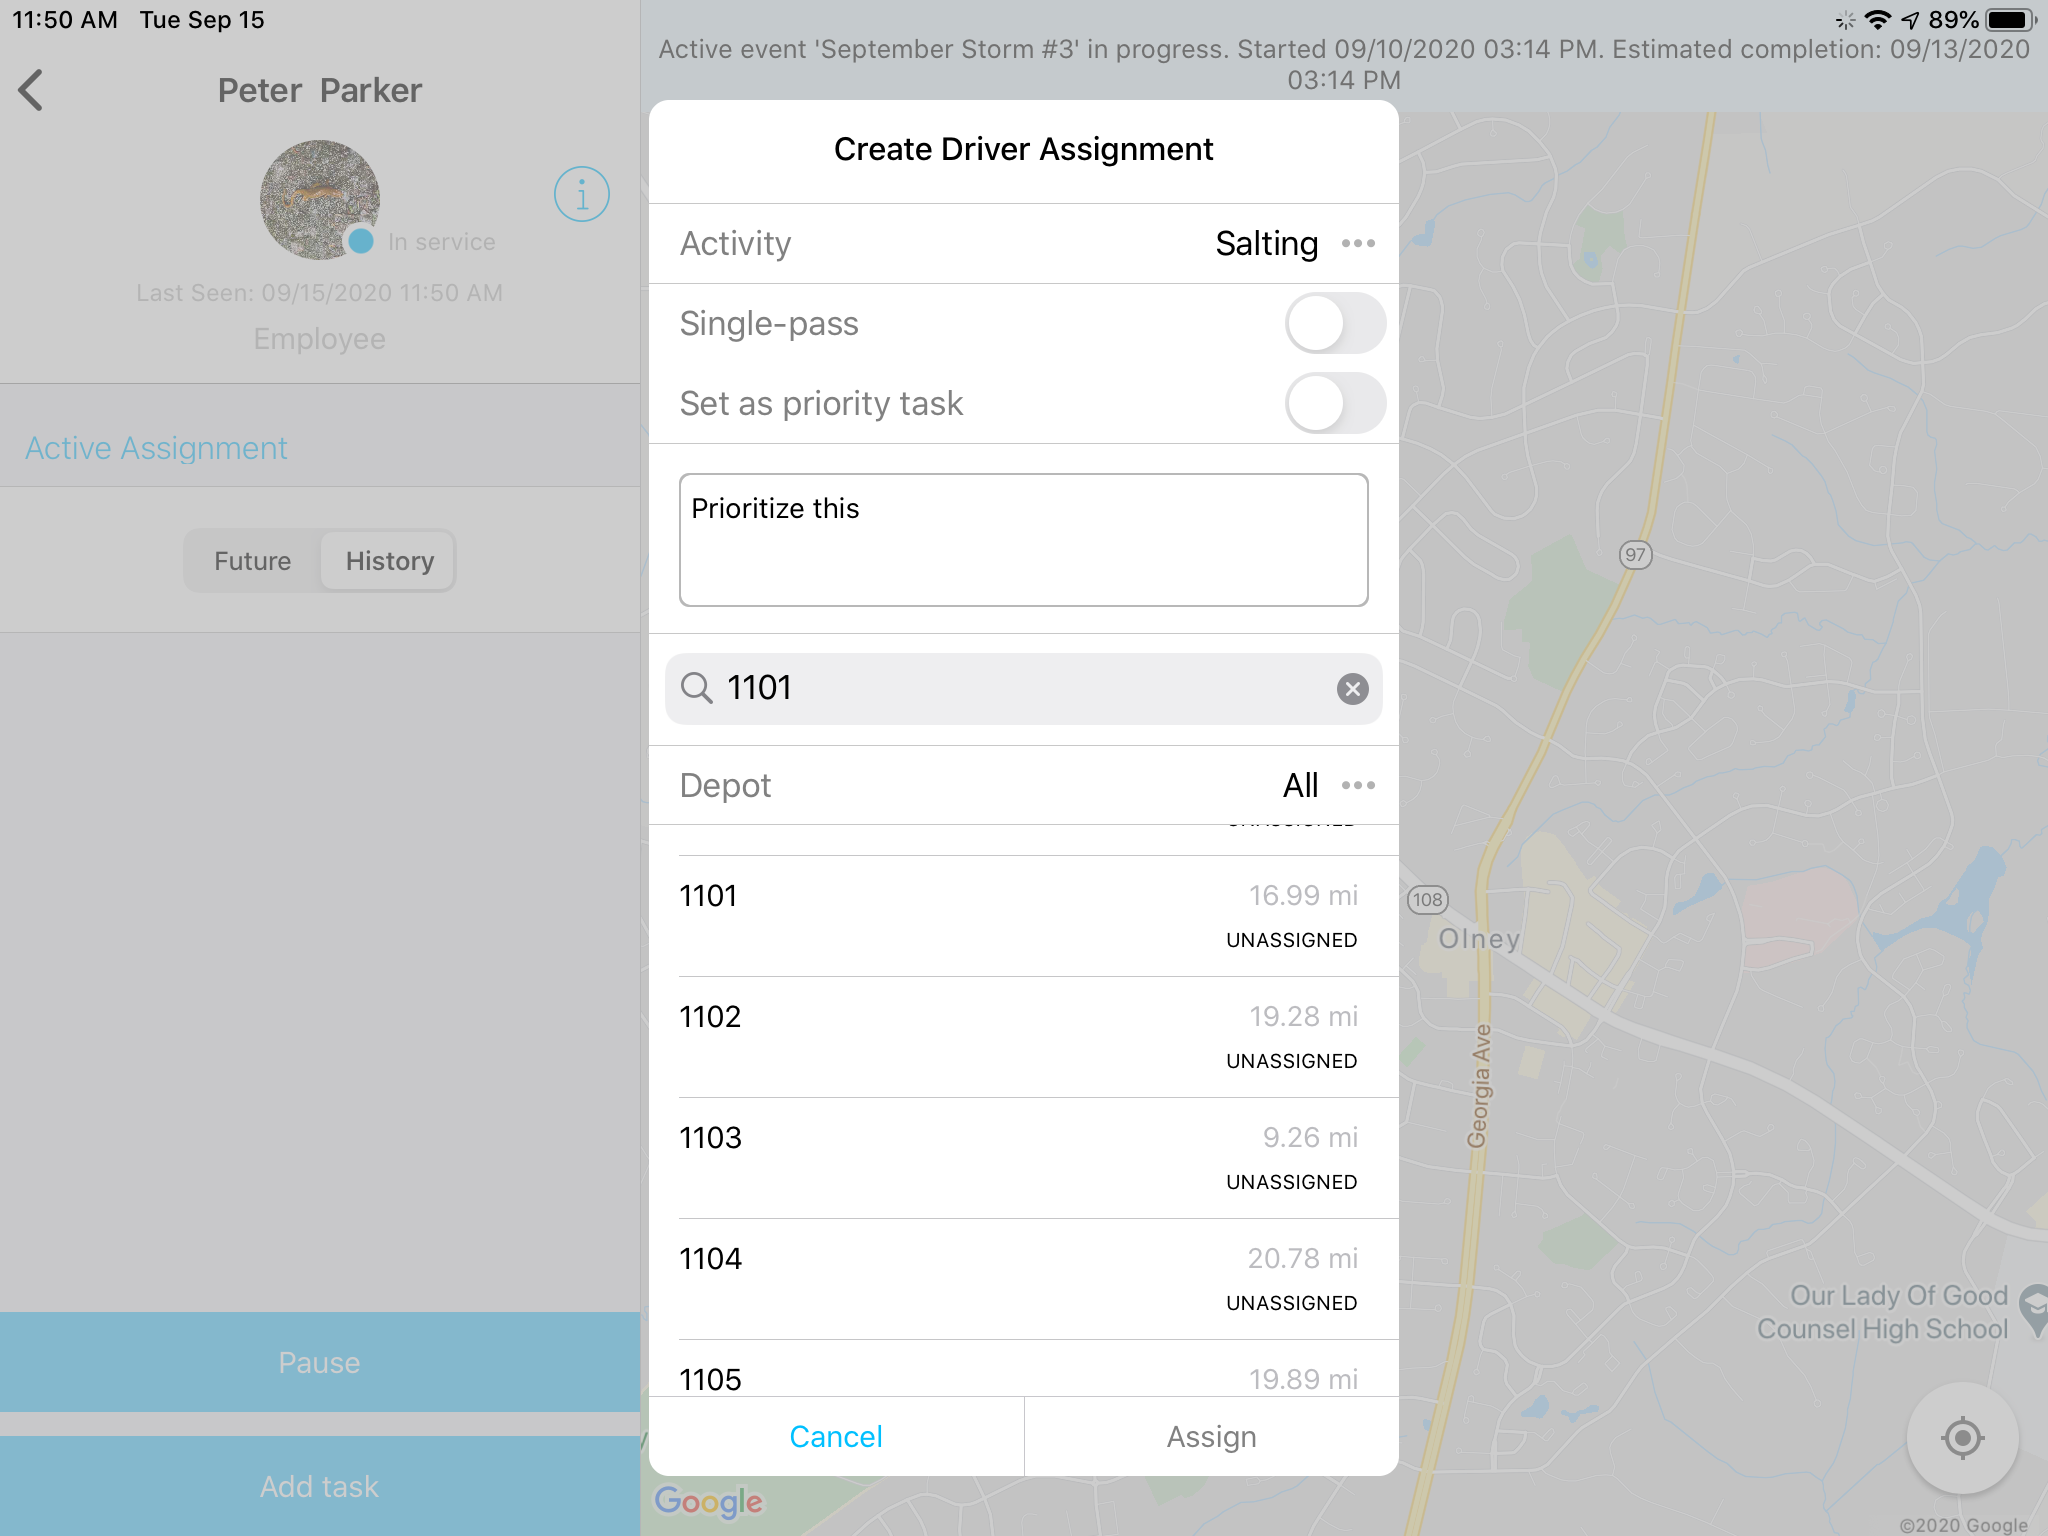 11:50 AM Tue Sep 15
89%
Peter Parker
In service
Last Seen: 09/15/2020 11:50 AM
Employee
Active Assignment
Future
History
Pause
Add task
Active event 'September Storm #3' in progress. Started 09/10/2020 03:14 PM. Estimated completion: 09/13/2020
03:14 PM
Create Driver Assignment
Activity Salting
Single-pass
Set as priority task
Prioritize this
1101
Depot All
1101 16.99 mi
UNASSIGNED
1102 19.28 mi
UNASSIGNED
1103 9.26 mi
UNASSIGNED
1104 20.78 mi
UNASSIGNED
1105 19.89 mi
Cancel
Assign
97
108
Olney
Georgia Ave
Our Lady Of Good
Counsel High School
Google
©2020 Google